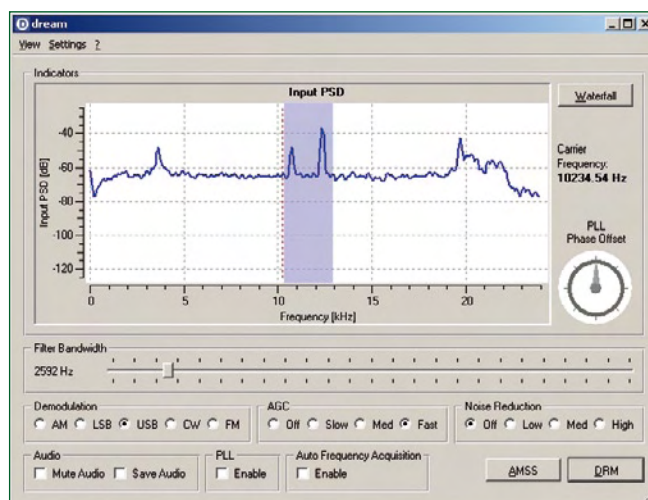 dream
View Settings ?
Indicators
Input PSD
Waterfall
Input PSD [dB]
-40
-60
-80
-100
-120
0 5 10 15 20
Frequency [kHz]
Carrier
Frequency:
10234.54 Hz
PLL
Phase Offset
Filter Bandwidth
2592 Hz
Demodulation
AM LSB USB CW FM
AGC
Off Slow Med Fast
Noise Reduction
Off Low Med High
Audio
Mute Audio Save Audio
PLL
Enable
Auto Frequency Acquisition
Enable
AMSS
DRM